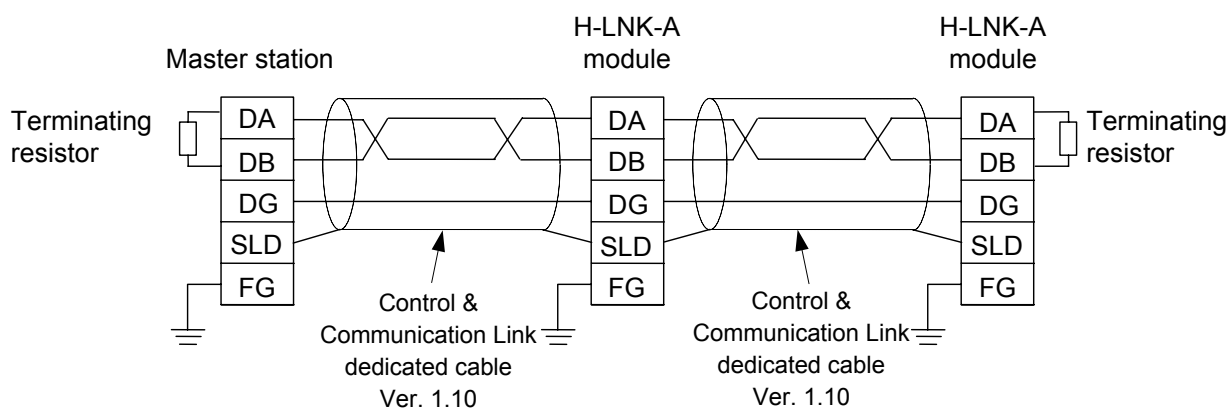 H-LNK-A
module
H-LNK-A
module
Master station
Terminating
resistor
DA
DB
DG
SLD
FG
DA
DB
DG
SLD
FG
DA
DB
DG
SLD
FG
Terminating
resistor
Control &
Communication Link
dedicated cable
Ver. 1.10
Control &
Communication Link
dedicated cable
Ver. 1.10